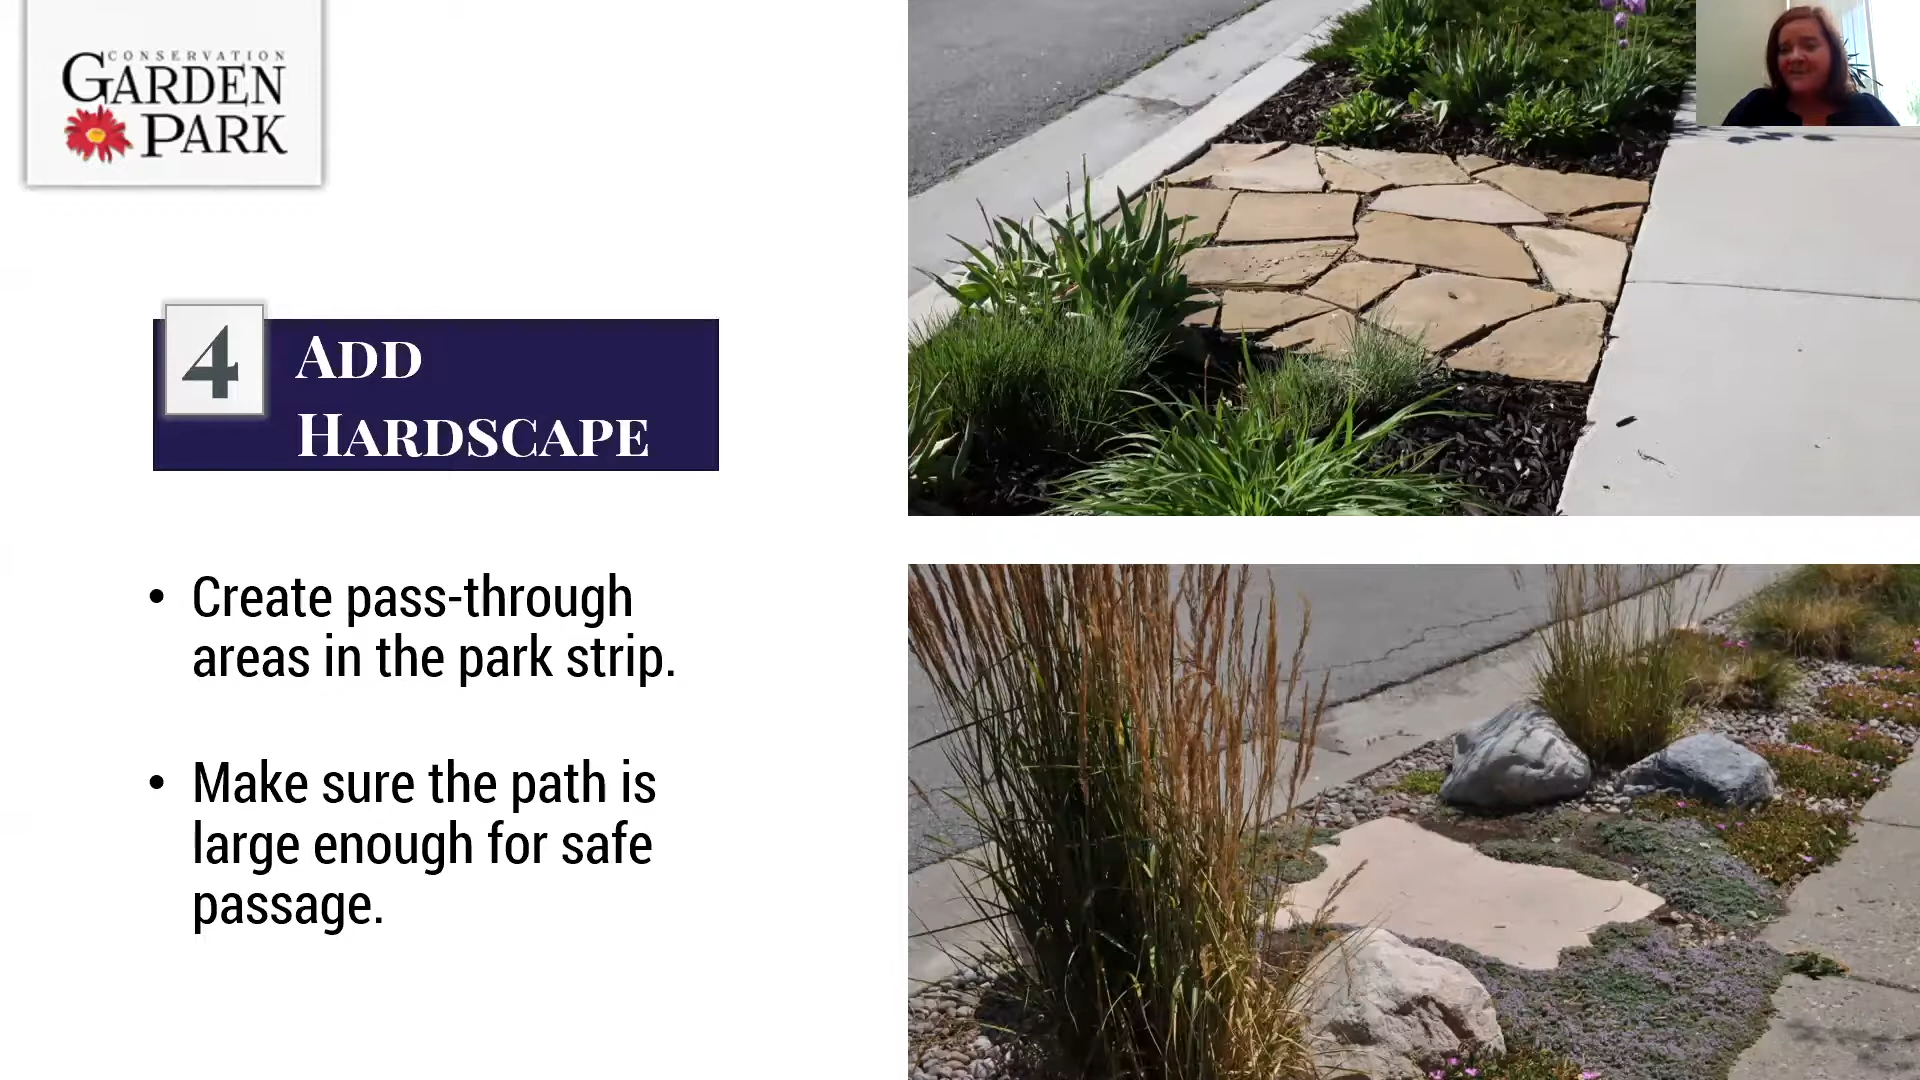 CONSERVATION
GARDEN
PARK
4
ADD
HARDSCAPE
• Create pass-through
areas in the park strip.
• Make sure the path is
large enough for safe
passage.